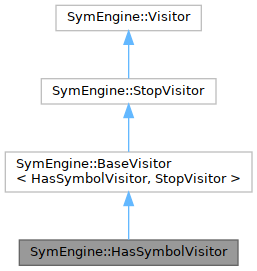 SymEngine::Visitor
SymEngine::StopVisitor
SymEngine::BaseVisitor
< HasSymbolVisitor, StopVisitor >
SymEngine::HasSymbolVisitor